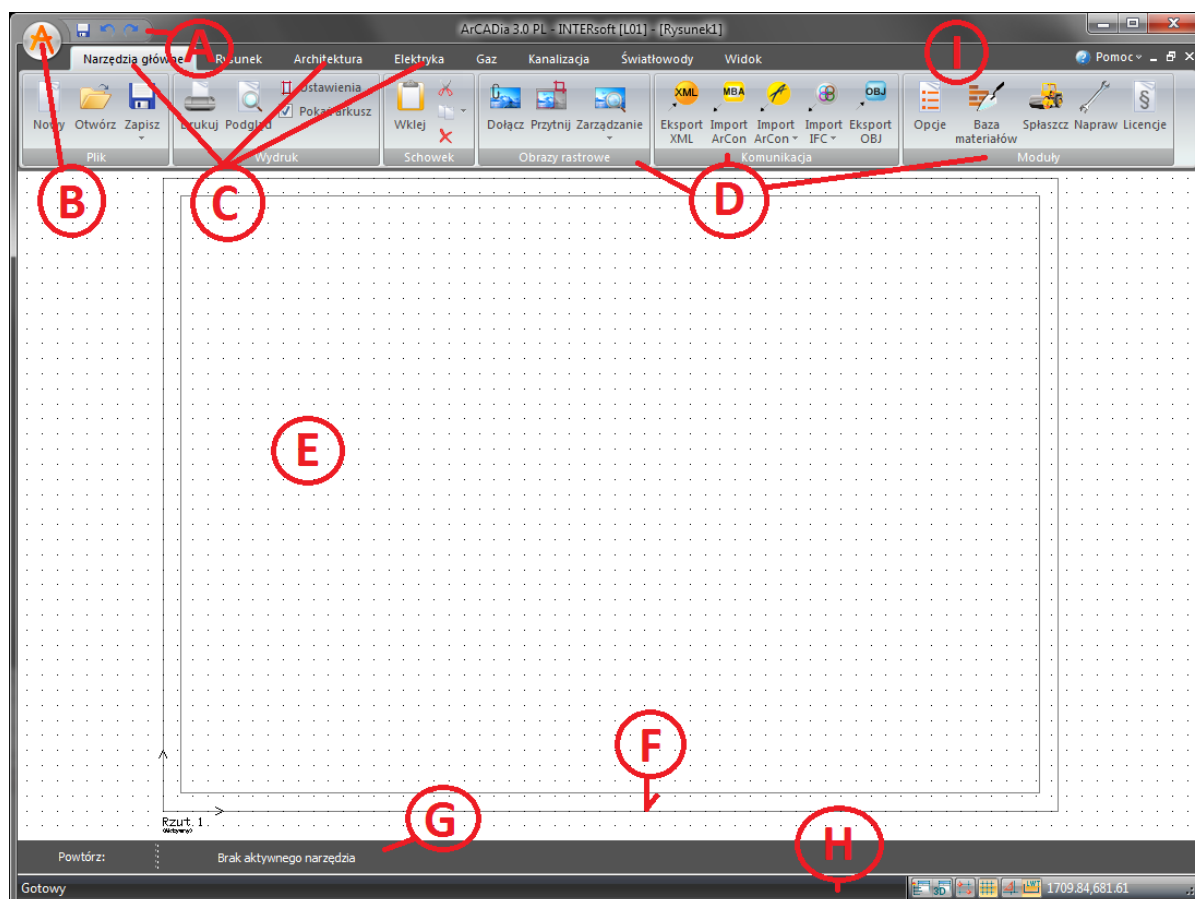 ArCADia 3.0 PL - INTERsoft [L01] - [Rysunek1]
A
I
Narzędzia główne Rysunek Architektura Elektryka Gaz Kanalizacja Światłowody Widok Pomoc
Nowy Otwórz Zapisz Drukuj Podgląd Ustawienia Pokaż arkusz Wklej Dołącz Przytnij Zarządzanie Eksport XML Import ArCon Import ArCon Import IFC Eksport OBJ Opcje Baza materiałów Spłaszcz Napraw Licencje
XML MBA OBJ §
Plik Wydruk Schowek Obrazy rastrowe Komunikacja Moduły
B C D
E
F
Rzut.1
(Aktywny)
G
H
Powtórz: Brak aktywnego narzędzia
Gotowy 3D 1709.84,681.61